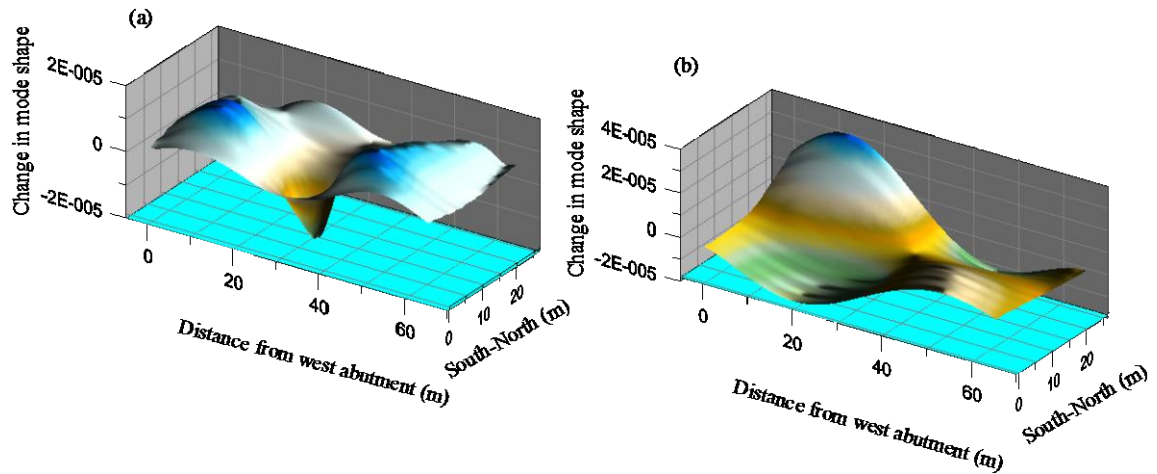 (a)
Change in mode shape
2E-005
0
-2E-005
0
20
40
60
0
10
20
Distance from west abutment (m)
South-North (m)
(b)
Change in mode shape
4E-005
2E-005
0
-2E-005
0
20
40
60
0
10
20
Distance from west abutment (m)
South-North (m)